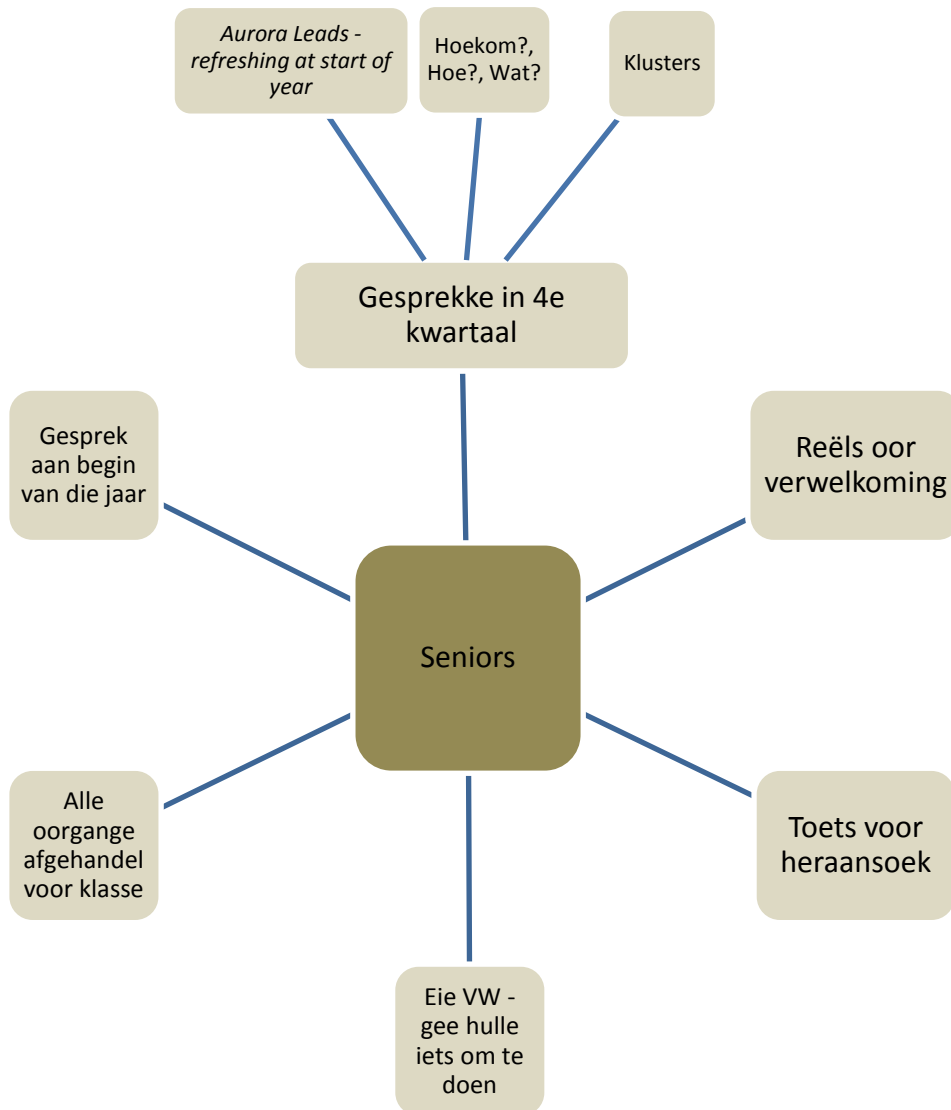 Aurora Leads -
refreshing at start of
year
Hoekom?,
Hoe?, Wat?
Klusters
Gesprekke in 4e
kwartaal
Gesprek
aan begin
van die jaar
Reëls oor
verwelkoming
Seniors
Alle
oorgange
afgehandel
voor klasse
Toets voor
heraansoek
Eie VW -
gee hulle
iets om te
doen